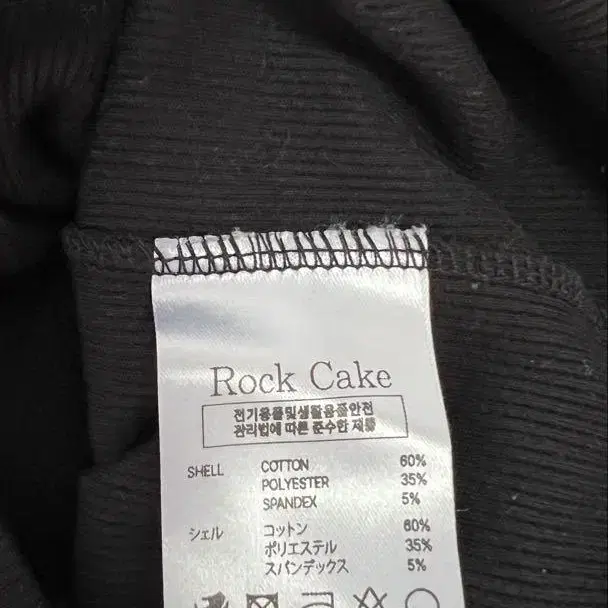 Rock Cake
전기용품및생활용품안전
관리법에 따른 준수한 제품
SHELL COTTON 60%
POLYESTER 35%
SPANDEX 5%
シェル コットン 60%
ポリエステル 35%
スパンデックス 5%